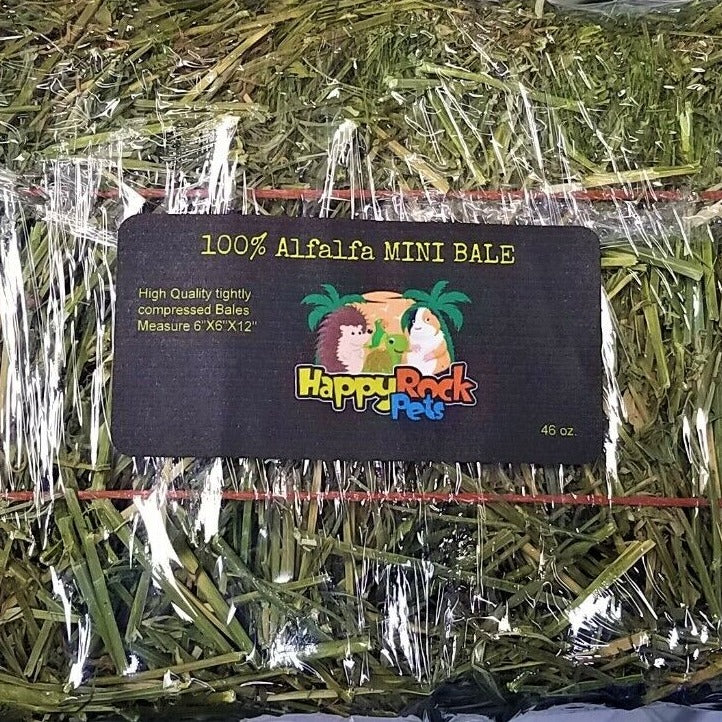 100% Alfalfa MINI BALE
High Quality tightly
compressed Bales
Measure 6"X6"X12"
HappyRock
Pets
46 oz.